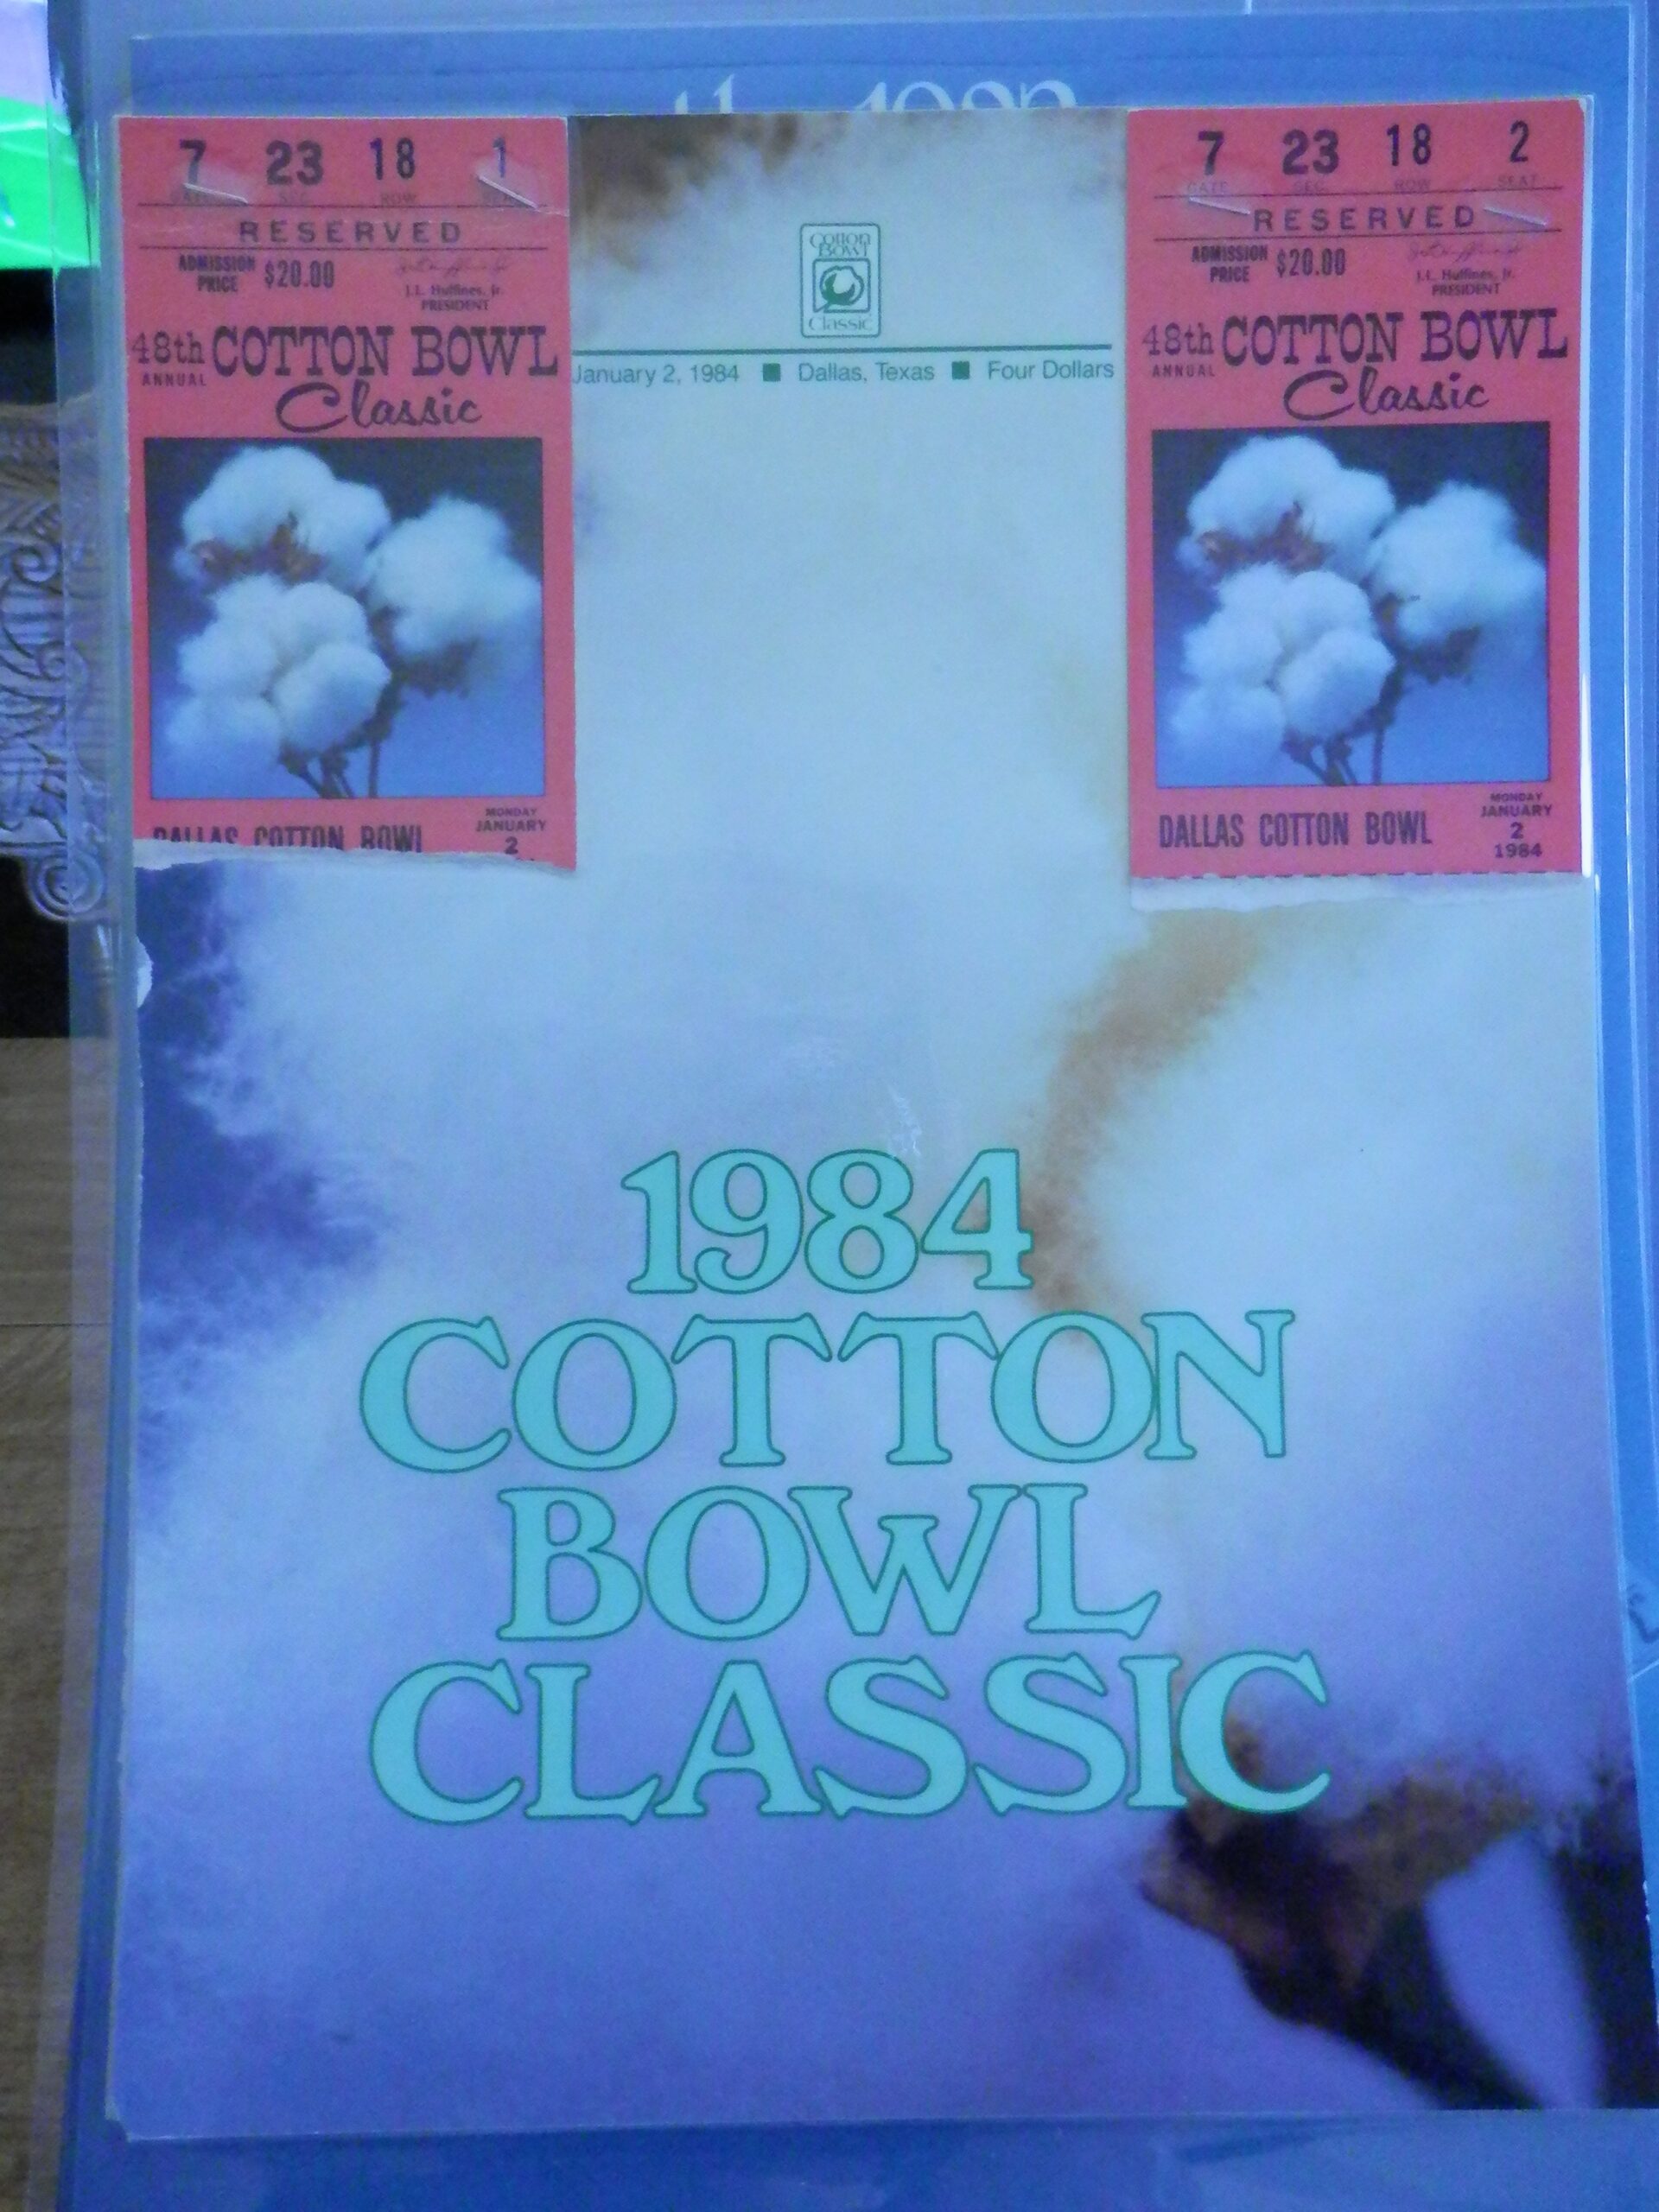 7 23 18 1
ROW
RESERVED
ADMISSION PRICE $20.00
J.L. Huffines, Jr.
PRESIDENT
48th ANNUAL COTTON BOWL
Classic
DALLAS COTTON BOWL
MONDAY
JANUARY
2
7 23 18 2
GATE SEC. ROW SEAT
RESERVED
ADMISSION PRICE $20.00
J.L. Huffines, Jr.
PRESIDENT
48th ANNUAL COTTON BOWL
Classic
DALLAS COTTON BOWL
MONDAY
JANUARY
2
1984
Cotton
Bowl
Classic
January 2, 1984 ■ Dallas, Texas ■ Four Dollars
1984
COTTON
BOWL
CLASSIC